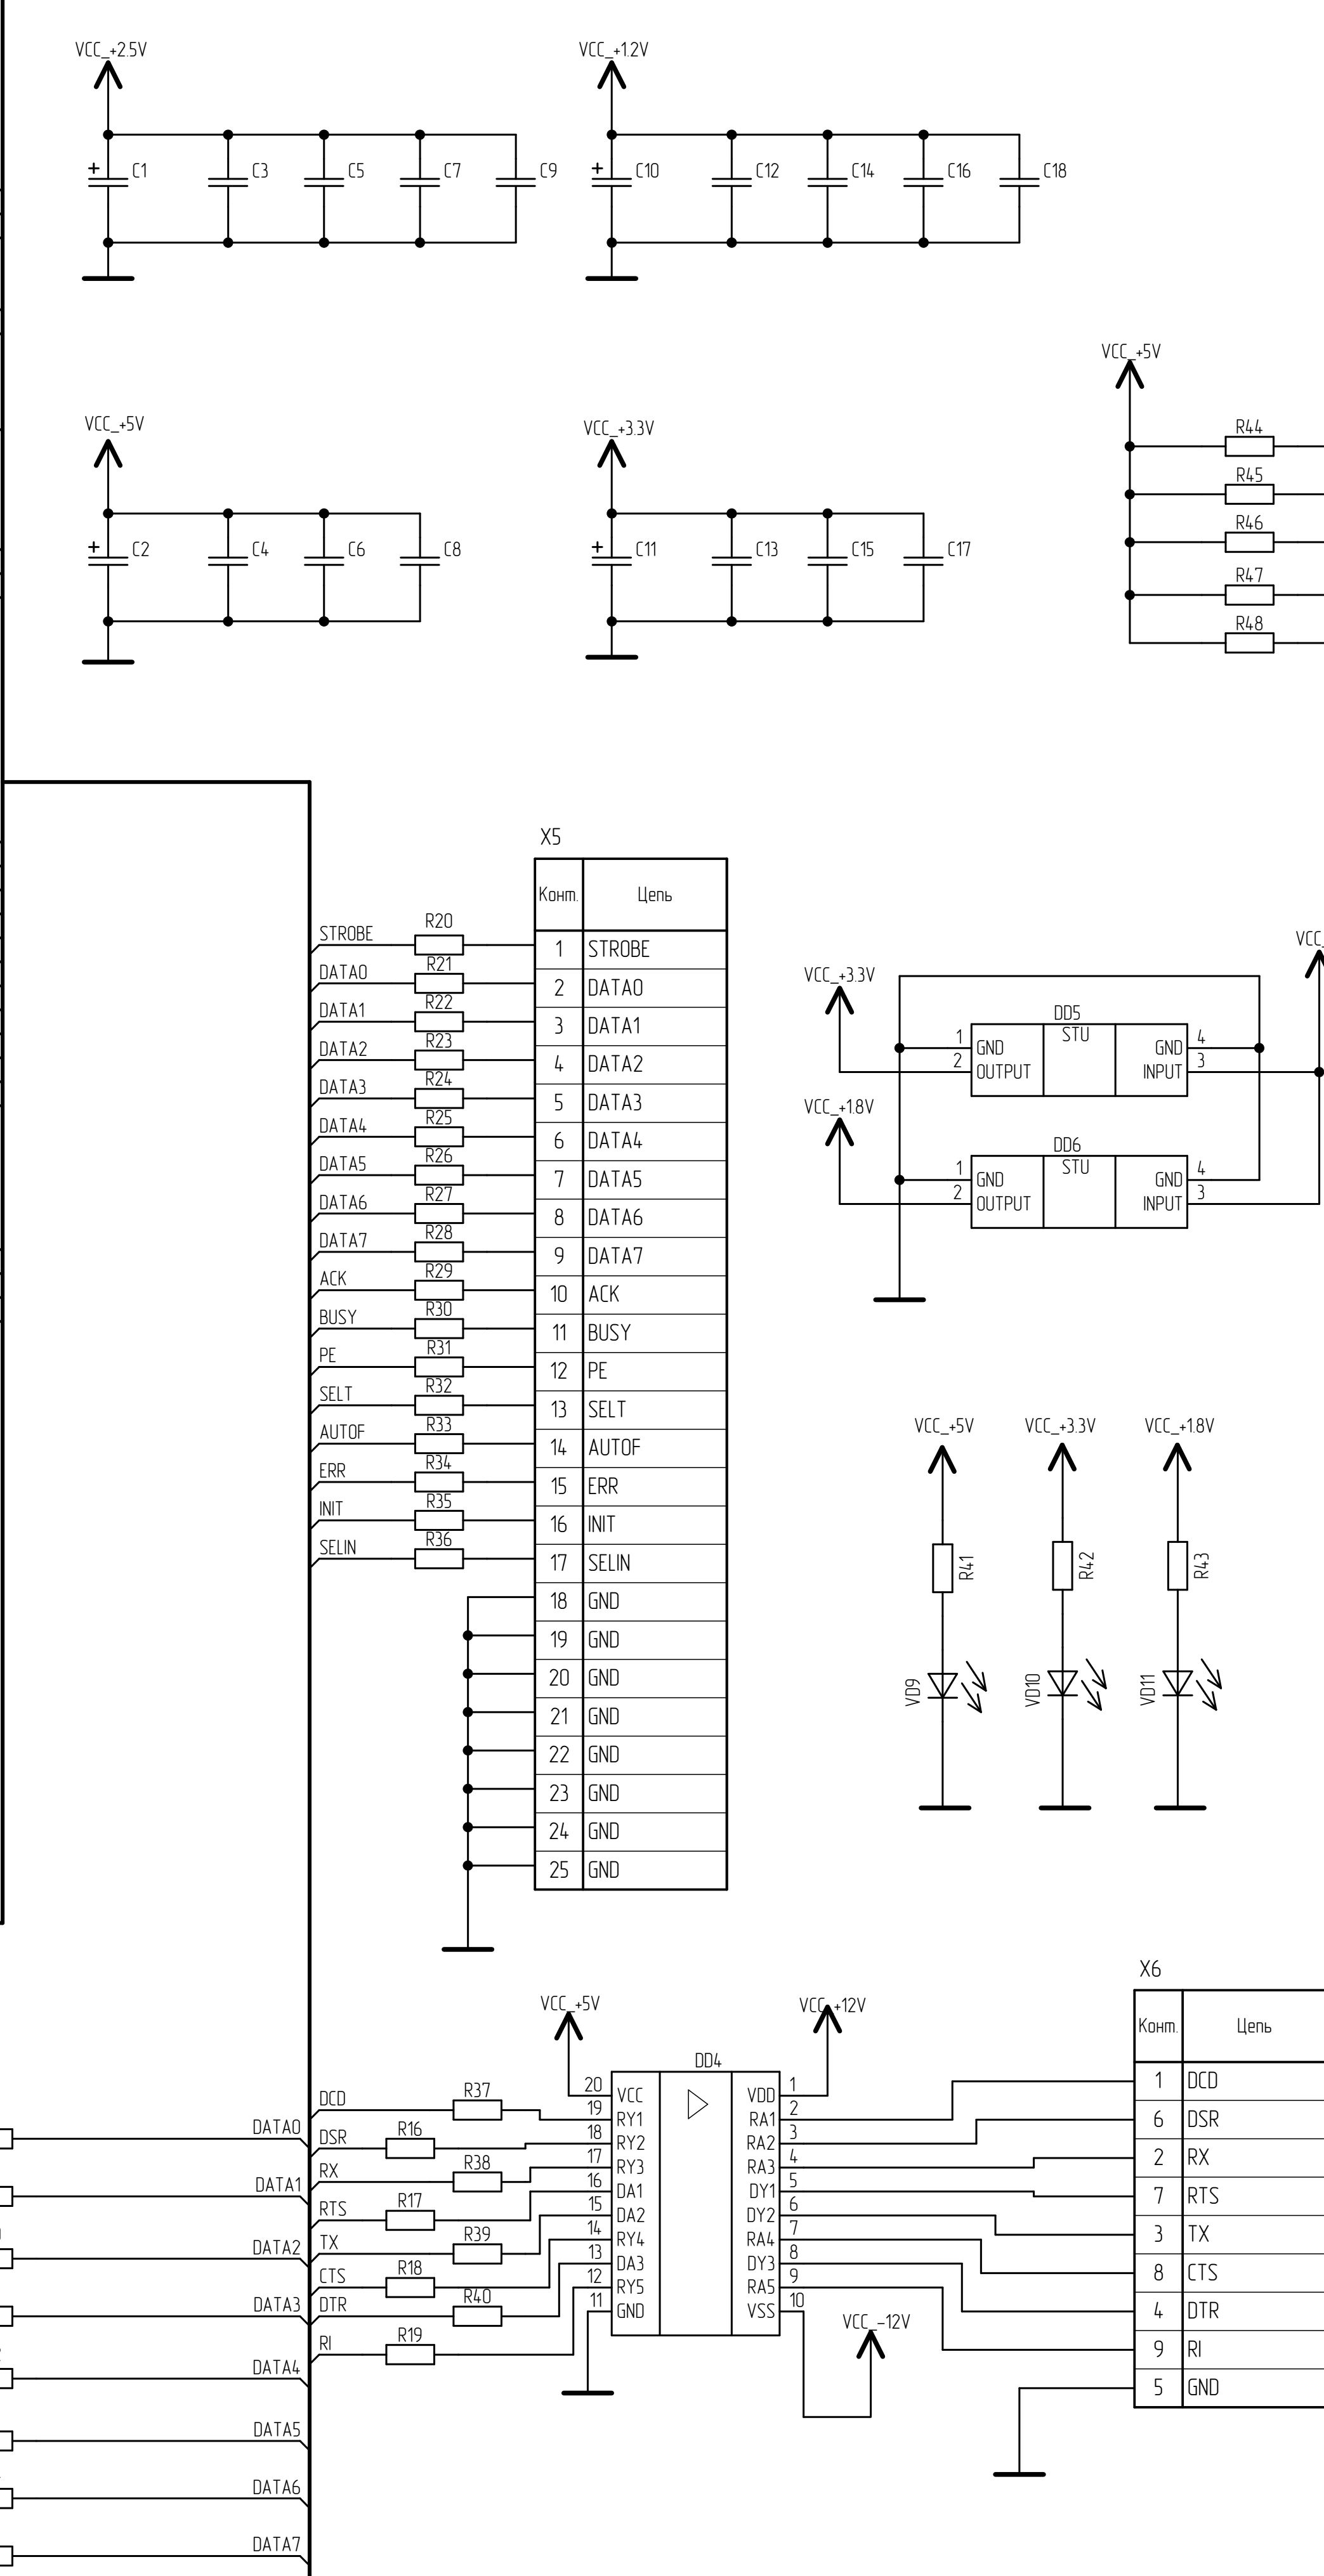 VCC_+2.5V
VCC_+1.2V
+ C1 C3 C5 C7 C9
+ C10 C12 C14 C16 C18
VCC_+5V
VCC_+5V
VCC_+3.3V
R44
R45
R46
R47
R48
+ C2 C4 C6 C8
+ C11 C13 C15 C17
X5
Конт. Цепь
STROBE R20 1 STROBE
DATA0 R21 2 DATA0
DATA1 R22 3 DATA1
DATA2 R23 4 DATA2
DATA3 R24 5 DATA3
DATA4 R25 6 DATA4
DATA5 R26 7 DATA5
DATA6 R27 8 DATA6
DATA7 R28 9 DATA7
ACK R29 10 ACK
BUSY R30 11 BUSY
PE R31 12 PE
SELT R32 13 SELT
AUTOF R33 14 AUTOF
ERR R34 15 ERR
INIT R35 16 INIT
SELIN R36 17 SELIN
18 GND
19 GND
20 GND
21 GND
22 GND
23 GND
24 GND
25 GND
VCC_
VCC_+3.3V
DD5
STU
1 GND GND 4
2 OUTPUT INPUT 3
VCC_+1.8V
DD6
STU
1 GND GND 4
2 OUTPUT INPUT 3
VCC_+5V VCC_+3.3V VCC_+1.8V
R41 R42 R43
VD9 VD10 VD11
VCC_+5V
VCC_+12V
DD4
20 VCC VDD 1
DCD R37 19 RY1 RA1 2
DSR R16 18 RY2 RA2 3
RX R38 17 RY3 RA3 4
RTS R17 16 DA1 DY1 5
TX R39 15 DA2 DY2 6
CTS R18 14 RY4 RA4 7
DTR R40 13 DA3 DY3 8
RI R19 12 RY5 RA5 9
11 GND VSS 10
VCC_-12V
X6
Конт. Цепь
1 DCD
6 DSR
2 RX
7 RTS
3 TX
8 CTS
4 DTR
9 RI
5 GND
DATA0
DATA1
DATA2
DATA3
DATA4
DATA5
DATA6
DATA7